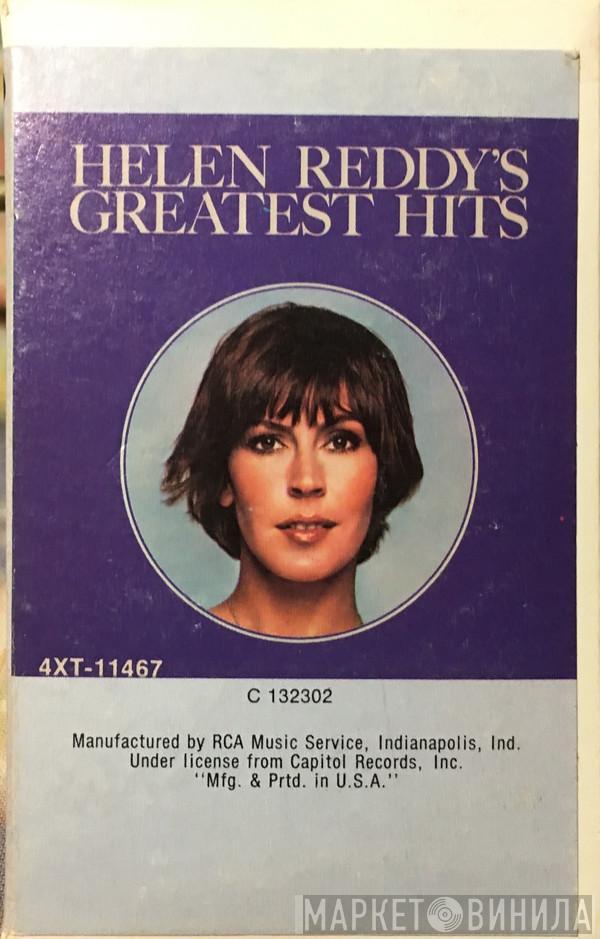 HELEN REDDY'S
GREATEST HITS
4XT-11467
C 132302
Manufactured by RCA Music Service, Indianapolis, Ind.
Under license from Capitol Records, Inc.
"Mfg. & Prtd. in U.S.A."
МАРКЕТ ВИНИЛА